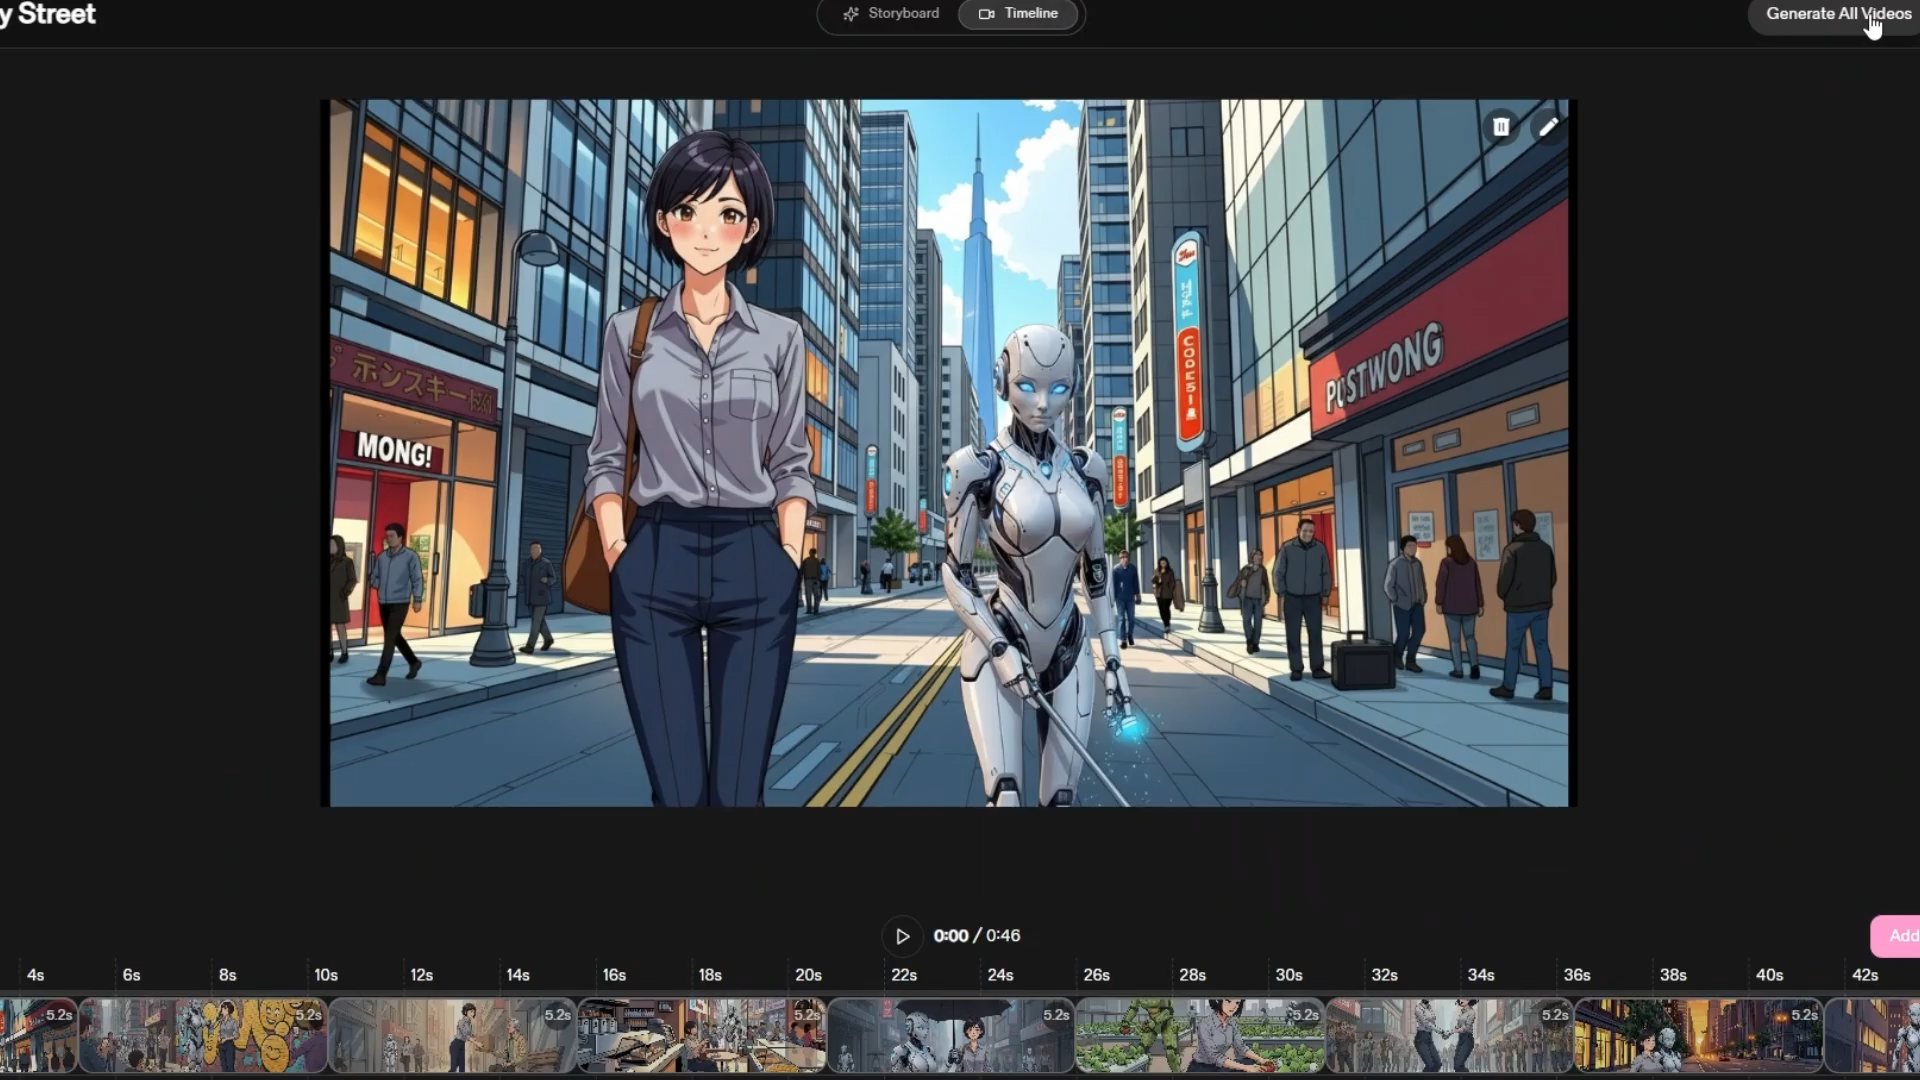 y Street
Storyboard
Timeline
Generate All Videos
ホンスキー
MONG!
COOESI
PUSTWONG
0:00 / 0:46
Add
4s 6s 8s 10s 12s 14s 16s 18s 20s 22s 24s 26s 28s 30s 32s 34s 36s 38s 40s 42s
5.2s 5.2s 5.2s 5.2s 5.2s 5.2s 5.2s 5.2s